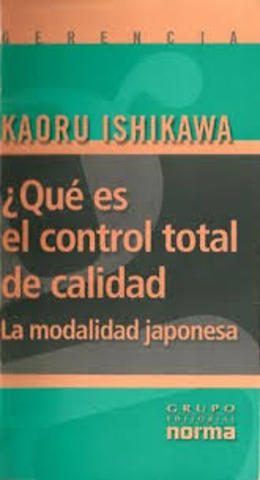 GERENCIA
KAORU ISHIKAWA
¿Qué es
el control total
de calidad
La modalidad japonesa
GRUPO
EDITORIAL
norma